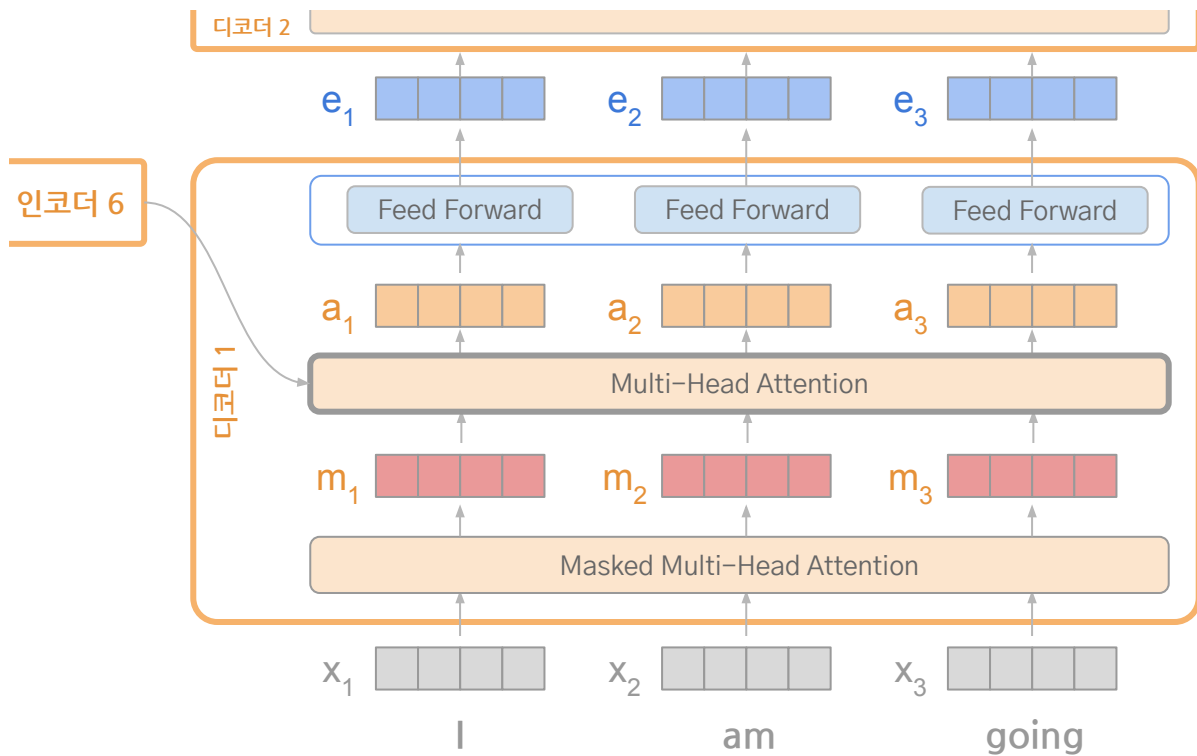 디코더 2
e1 e2 e3
인코더 6
Feed Forward Feed Forward Feed Forward
a1 a2 a3
디코더 1
Multi-Head Attention
m1 m2 m3
Masked Multi-Head Attention
x1 x2 x3
I am going